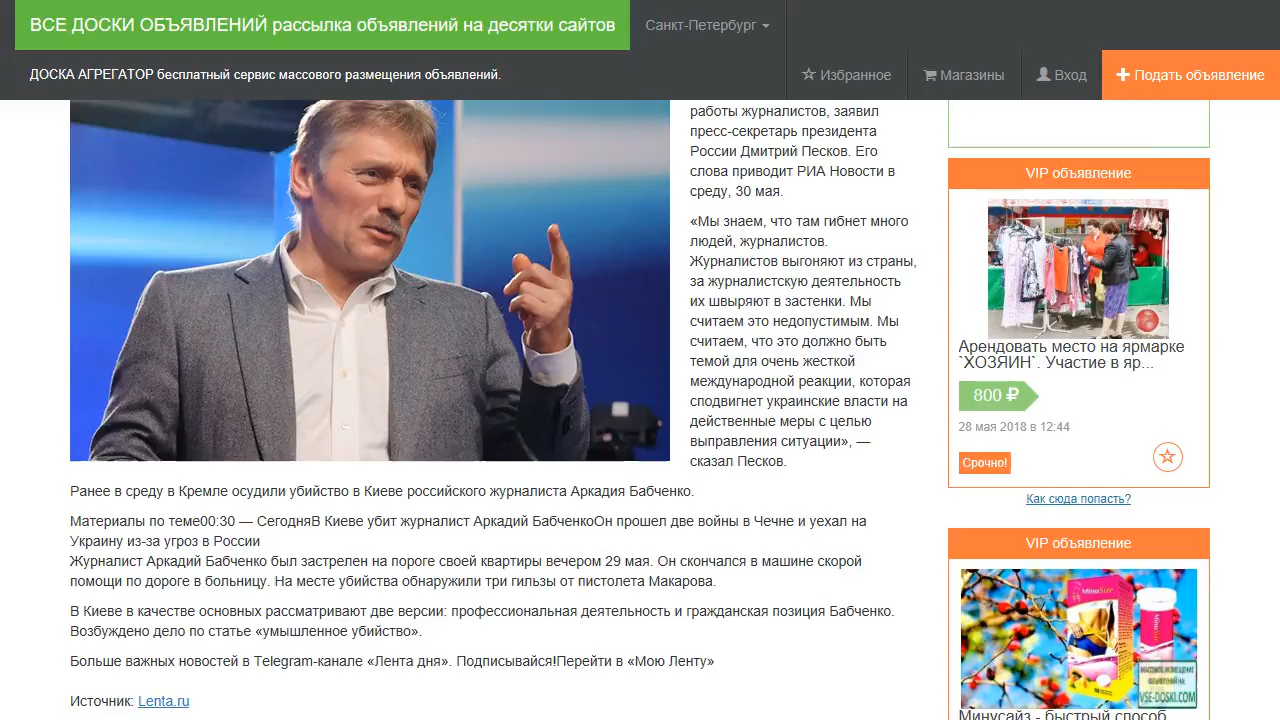 ВСЕ ДОСКИ ОБЪЯВЛЕНИЙ рассылка объявлений на десятки сайтов
Санкт-Петербург
ДОСКА АГРЕГАТОР бесплатный сервис массового размещения объявлений.
Избранное
Магазины
Вход
Подать объявление
работы журналистов, заявил
пресс-секретарь президента
России Дмитрий Песков. Его
слова приводит РИА Новости в
среду, 30 мая.
«Мы знаем, что там гибнет много
людей, журналистов.
Журналистов выгоняют из страны,
за журналистскую деятельность
их швыряют в застенки. Мы
считаем это недопустимым. Мы
считаем, что это должно быть
темой для очень жесткой
международной реакции, которая
сподвигнет украинские власти на
действенные меры с целью
выправления ситуации», —
сказал Песков.
Ранее в среду в Кремле осудили убийство в Киеве российского журналиста Аркадия Бабченко.
Материалы по теме00:30 — СегодняВ Киеве убит журналист Аркадий БабченкоОн прошел две войны в Чечне и уехал на
Украину из-за угроз в России
Журналист Аркадий Бабченко был застрелен на пороге своей квартиры вечером 29 мая. Он скончался в машине скорой
помощи по дороге в больницу. На месте убийства обнаружили три гильзы от пистолета Макарова.
В Киеве в качестве основных рассматривают две версии: профессиональная деятельность и гражданская позиция Бабченко.
Возбуждено дело по статье «умышленное убийство».
Больше важных новостей в Telegram-канале «Лента дня». Подписывайся!Перейти в «Мою Ленту»
Источник: Lenta.ru
VIP объявление
Арендовать место на ярмарке
`ХОЗЯИН`. Участие в яр...
800 ₽
28 мая 2018 в 12:44
Срочно!
Как сюда попасть?
VIP объявление
MinuSize
МАССОВОЕ РАЗМЕЩЕНИЕ
ОБЪЯВЛЕНИЙ НА:
VSE-DOSKI.COM
Минусайз - быстрый способ